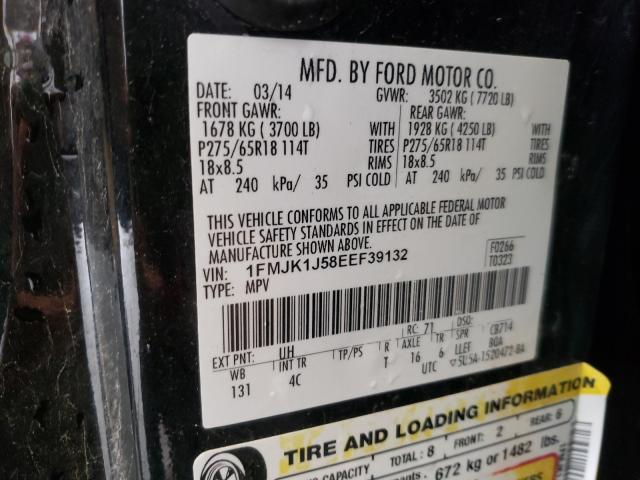 MFD. BY FORD MOTOR CO.
DATE: 03/14 GVWR: 3502 KG ( 7720 LB)
FRONT GAWR: REAR GAWR:
1678 KG ( 3700 LB) WITH 1928 KG ( 4250 LB) WITH
P275/65R18 114T TIRES P275/65R18 114T TIRES
18x8.5 RIMS 18x8.5 RIMS
AT 240 kPa/ 35 PSI COLD AT 240 kPa/ 35 PSI COLD
THIS VEHICLE CONFORMS TO ALL APPLICABLE FEDERAL MOTOR
VEHICLE SAFETY STANDARDS IN EFFECT ON THE DATE OF
MANUFACTURE SHOWN ABOVE.
VIN: 1FMJK1J58EEF39132 F0266
TYPE: MPV T0323
EXT PNT: UH RC: 71 DSO:
WB INT TR TP/PS R AXLE TR SPR CB714
131 4C T 16 6 LLEF BOA
UTC ▽5U5A-1520472-BA
TIRE AND LOADING INFORMATION
CAPACITY TOTAL: 8 FRONT: 2 REAR: 6
672 kg or 1482 lbs.